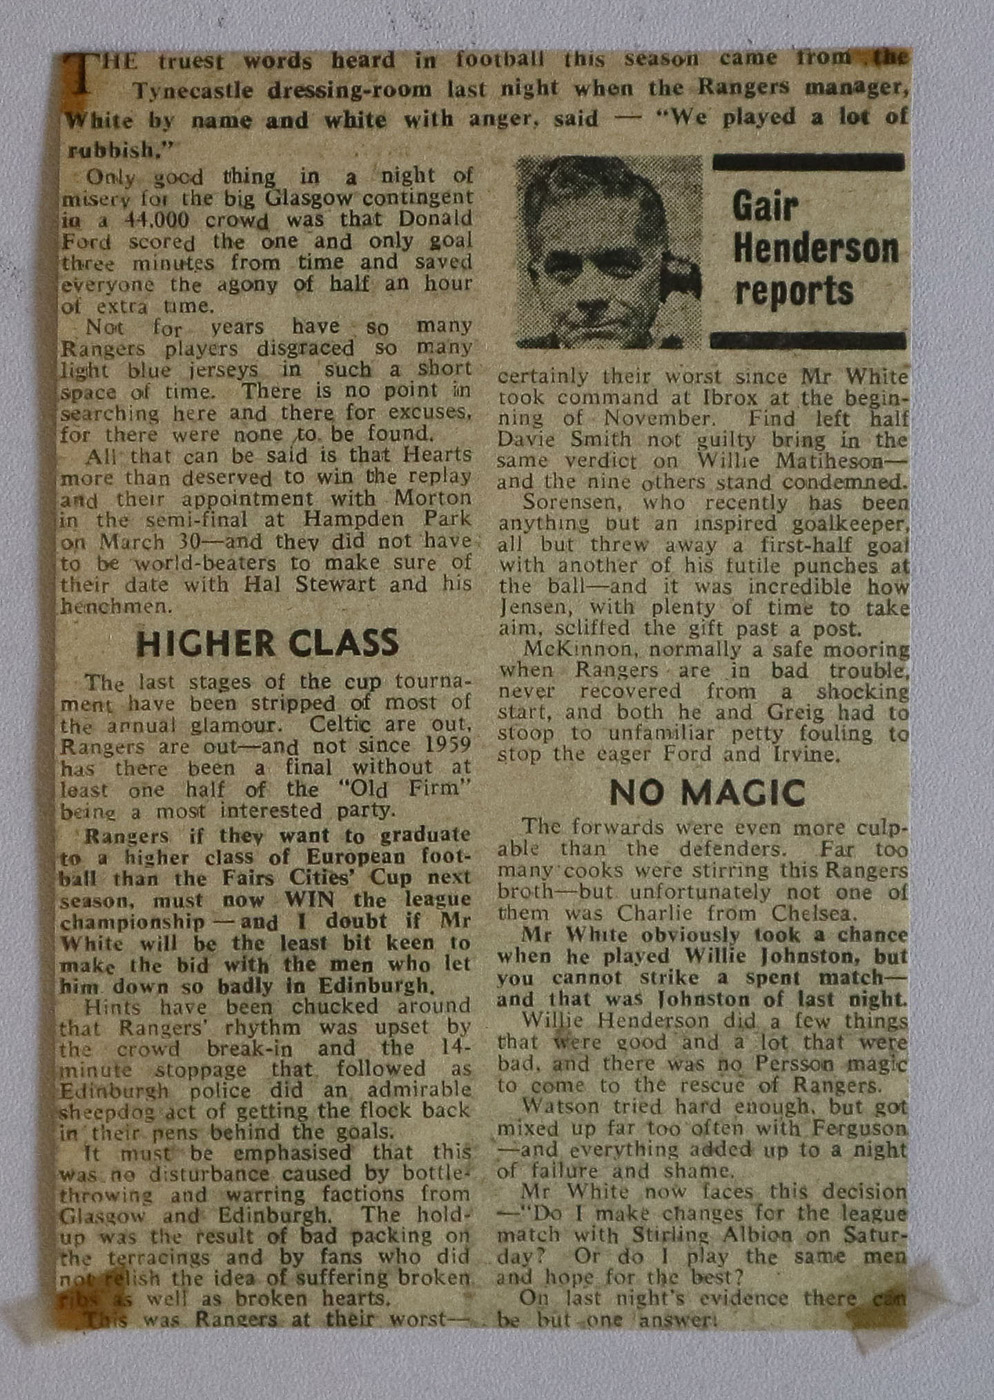 THE truest words heard in football this season came from the
Tynecastle dressing-room last night when the Rangers manager,
White by name and white with anger, said — "We played a lot of
rubbish."
Only good thing in a night of
misery for the big Glasgow contingent
in a 44,000 crowd was that Donald
Ford scored the one and only goal
three minutes from time and saved
everyone the agony of half an hour
of extra time.
Not for years have so many
Rangers players disgraced so many
light blue jerseys in such a short
space of time. There is no point in
searching here and there for excuses,
for there were none to be found.
All that can be said is that Hearts
more than deserved to win the replay
and their appointment with Morton
in the semi-final at Hampden Park
on March 30—and they did not have
to be world-beaters to make sure of
their date with Hal Stewart and his
henchmen.
HIGHER CLASS
The last stages of the cup tourna-
ment have been stripped of most of
the annual glamour. Celtic are out,
Rangers are out—and not since 1959
has there been a final without at
least one half of the "Old Firm"
being a most interested party.
Rangers if they want to graduate
to a higher class of European foot-
ball than the Fairs Cities' Cup next
season, must now WIN the league
championship — and I doubt if Mr
White will be the least bit keen to
make the bid with the men who let
him down so badly in Edinburgh.
Hints have been chucked around
that Rangers' rhythm was upset by
the crowd break-in and the 14-
minute stoppage that followed as
Edinburgh police did an admirable
sheepdog act of getting the flock back
in their pens behind the goals.
It must be emphasised that this
was no disturbance caused by bottle-
throwing and warring factions from
Glasgow and Edinburgh. The hold-
up was the result of bad packing on
the terracings and by fans who did
not relish the idea of suffering broken
ribs as well as broken hearts.
This was Rangers at their worst—
Gair
Henderson
reports
certainly their worst since Mr White
took command at Ibrox at the begin-
ning of November. Find left half
Davie Smith not guilty bring in the
same verdict on Willie Matiheson—
and the nine others stand condemned.
Sorensen, who recently has been
anything but an inspired goalkeeper,
all but threw away a first-half goal
with another of his futile punches at
the ball—and it was incredible how
Jensen, with plenty of time to take
aim, scliffed the gift past a post.
McKinnon, normally a safe mooring
when Rangers are in bad trouble,
never recovered from a shocking
start, and both he and Greig had to
stoop to unfamiliar petty fouling to
stop the eager Ford and Irvine.
NO MAGIC
The forwards were even more culp-
able than the defenders. Far too
many cooks were stirring this Rangers
broth—but unfortunately not one of
them was Charlie from Chelsea.
Mr White obviously took a chance
when he played Willie Johnston, but
you cannot strike a spent match—
and that was Johnston of last night.
Willie Henderson did a few things
that were good and a lot that were
bad, and there was no Persson magic
to come to the rescue of Rangers.
Watson tried hard enough, but got
mixed up far too often with Ferguson
—and everything added up to a night
of failure and shame.
Mr White now faces this decision
—"Do I make changes for the league
match with Stirling Albion on Satur-
day? Or do I play the same men
and hope for the best?
On last night's evidence there can
be but one answer!